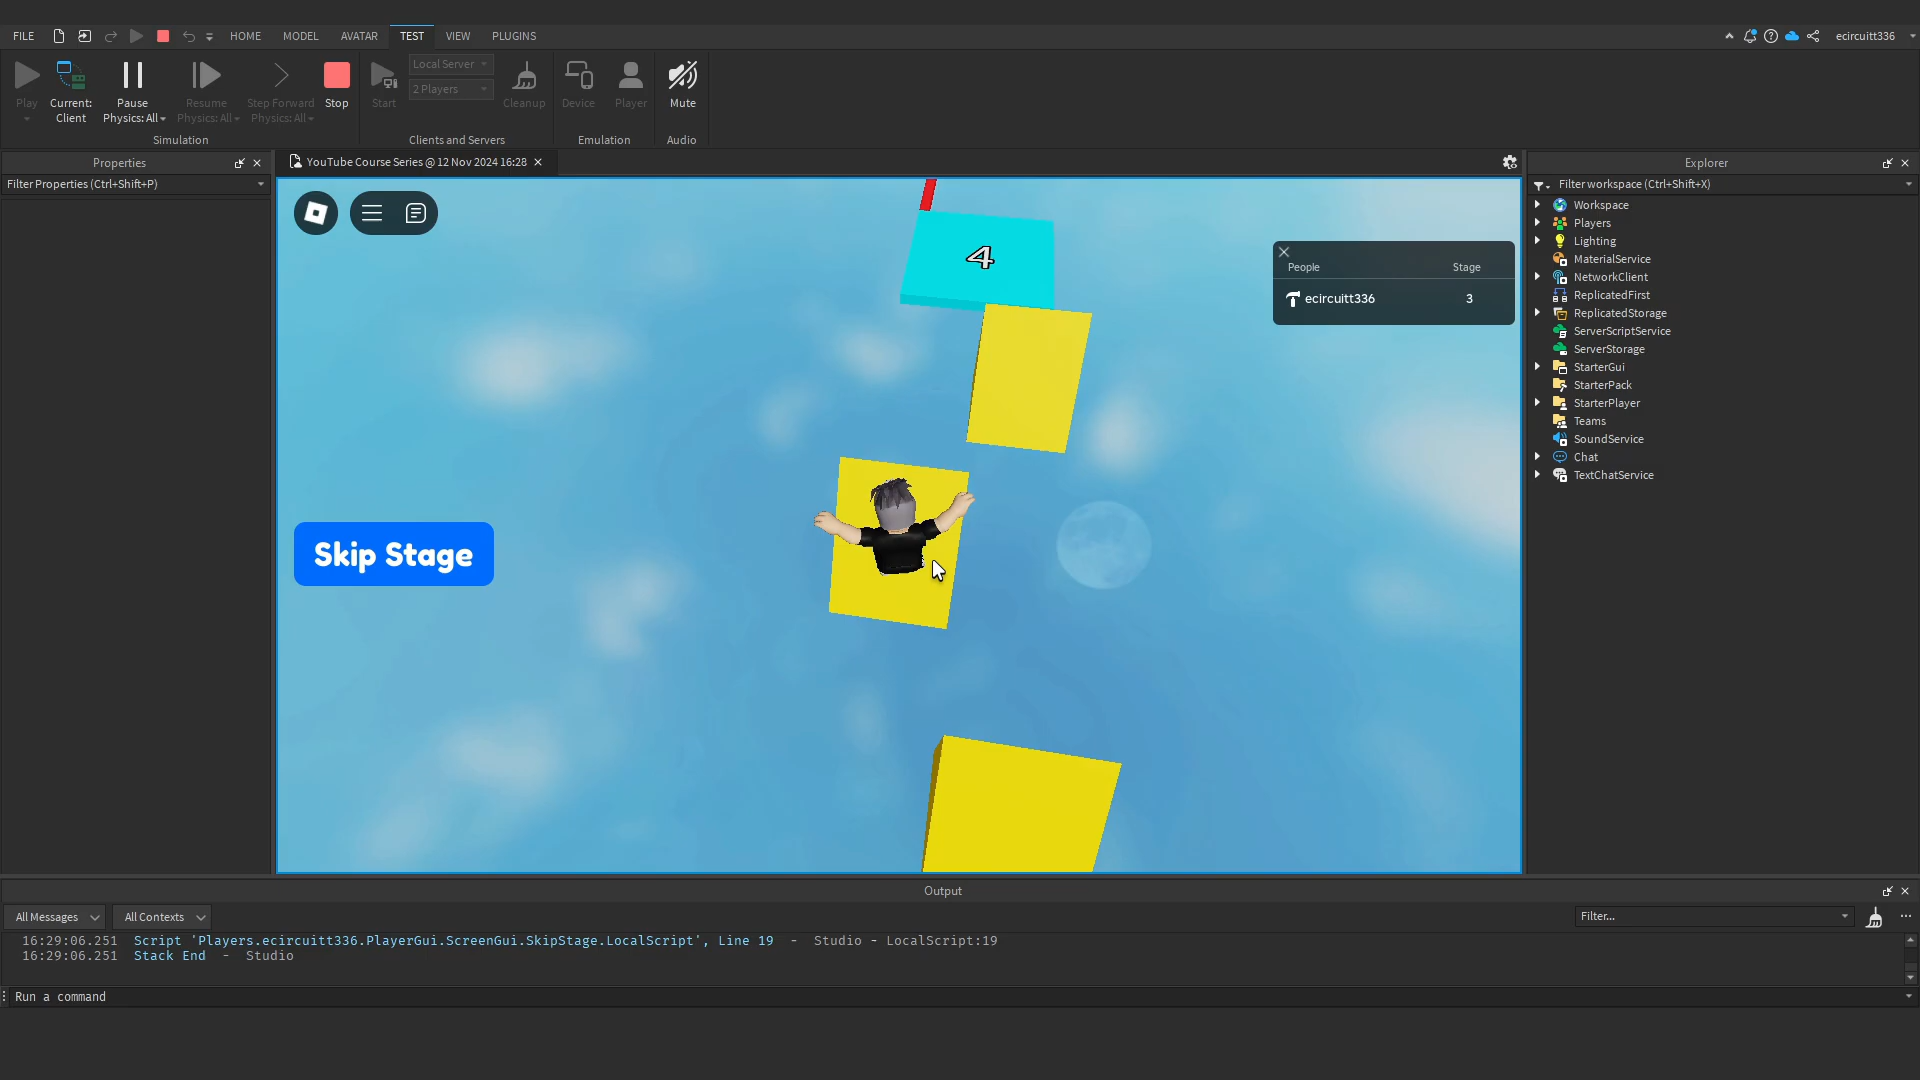 FILE HOME MODEL AVATAR TEST VIEW PLUGINS ecircuitt336
Play Current: Client Pause Physics: All Resume Physics: All Step Forward Physics: All Stop Start Local Server 2 Players Cleanup Device Player Mute
Simulation Clients and Servers Emulation Audio
Properties
Filter Properties (Ctrl+Shift+P)
YouTube Course Series @ 12 Nov 2024 16:28
4
People Stage
ecircuitt336 3
Skip Stage
Explorer
Filter workspace (Ctrl+Shift+X)
Workspace
Players
Lighting
MaterialService
NetworkClient
ReplicatedFirst
ReplicatedStorage
ServerScriptService
ServerStorage
StarterGui
StarterPack
StarterPlayer
Teams
SoundService
Chat
TextChatService
Output
All Messages All Contexts Filter...
16:29:06.251 Script 'Players.ecircuitt336.PlayerGui.ScreenGui.SkipStage.LocalScript', Line 19 - Studio - LocalScript:19
16:29:06.251 Stack End - Studio
Run a command